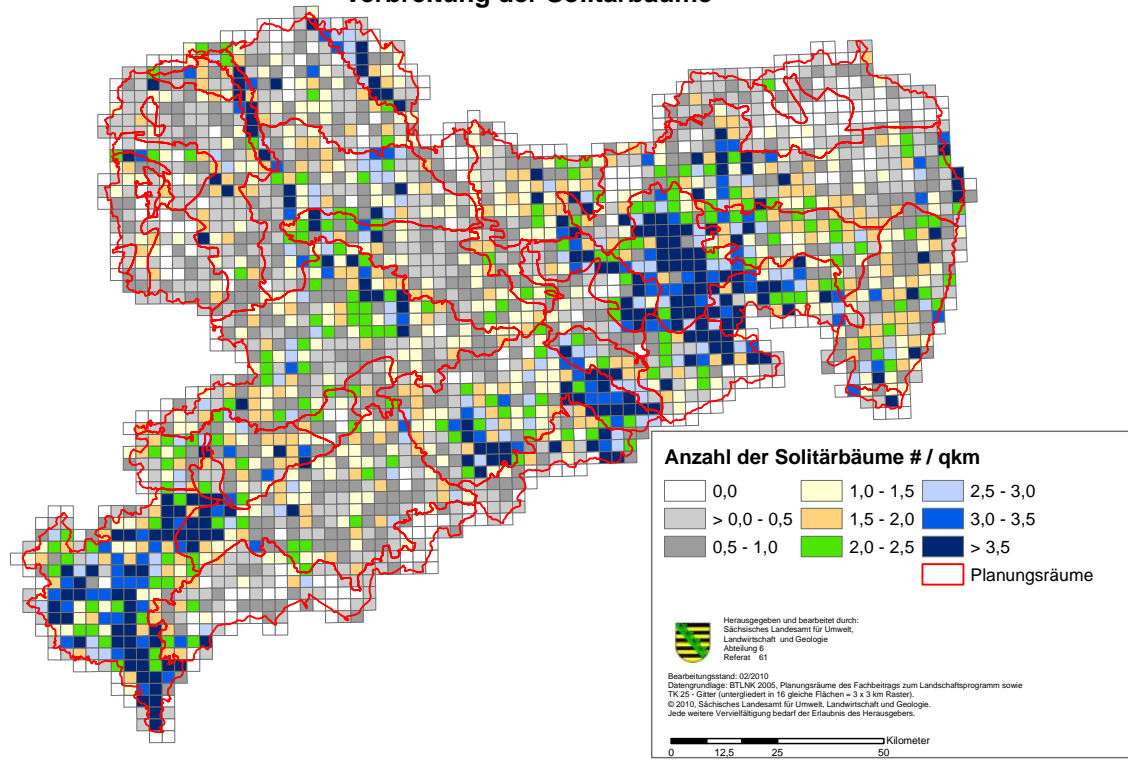 Verbreitung der Solitärbäume
Anzahl der Solitärbäume # / qkm
0,0
> 0,0 - 0,5
0,5 - 1,0
1,0 - 1,5
1,5 - 2,0
2,0 - 2,5
2,5 - 3,0
3,0 - 3,5
> 3,5
Planungsräume
Herausgegeben und bearbeitet durch:
Sächsisches Landesamt für Umwelt,
Landwirtschaft und Geologie
Abteilung 6
Referat 61
Bearbeitungsstand: 02/2010
Datengrundlage: BTLNK 2005, Planungsräume des Fachbeitrags zum Landschaftsprogramm sowie
TK 25 - Gitter (untergliedert in 16 gleiche Flächen = 3 x 3 km Raster).
© 2010, Sächsisches Landesamt für Umwelt, Landwirtschaft und Geologie.
Jede weitere Vervielfältigung bedarf der Erlaubnis des Herausgebers.
Kilometer
0 12,5 25 50